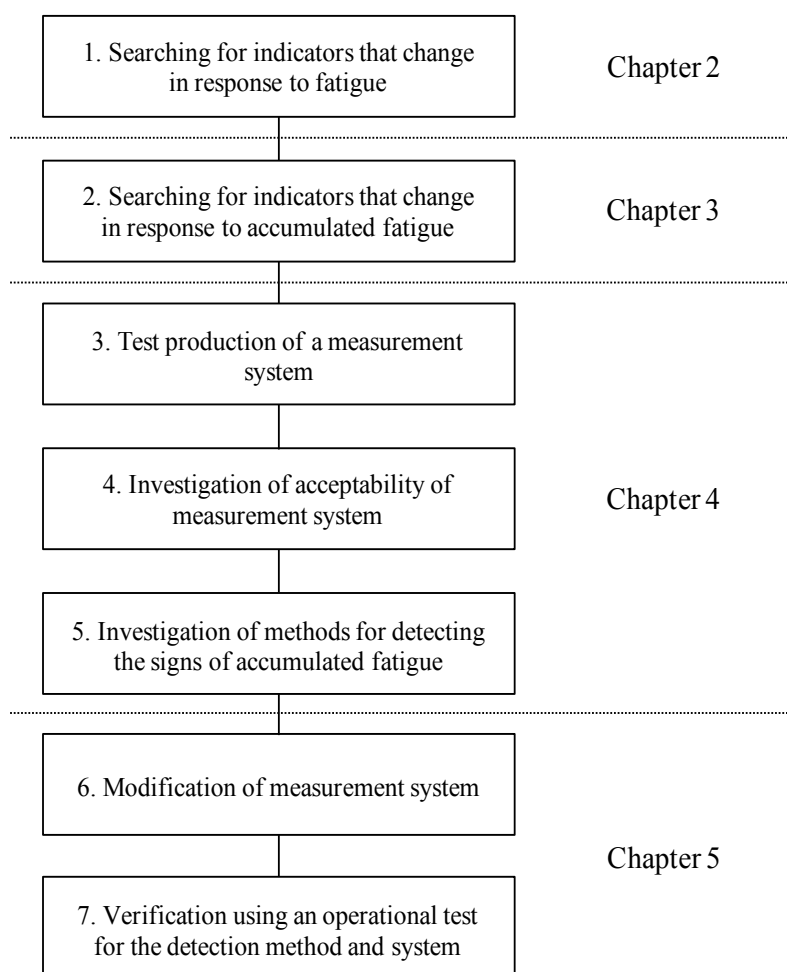 1. Searching for indicators that change
in response to fatigue
Chapter 2
2. Searching for indicators that change
in response to accumulated fatigue
Chapter 3
3. Test production of a measurement
system
4. Investigation of acceptability of
measurement system
Chapter 4
5. Investigation of methods for detecting
the signs of accumulated fatigue
6. Modification of measurement system
Chapter 5
7. Verification using an operational test
for the detection method and system